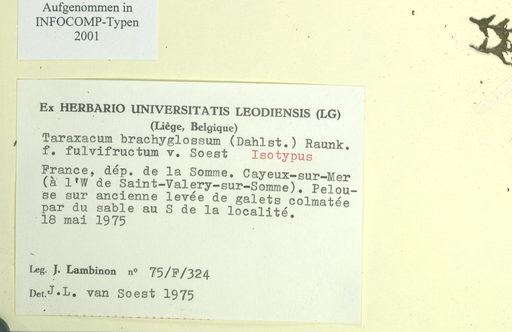 Aufgenommen in
INFOCOMP-Typen
2001
Ex HERBARIO UNIVERSITATIS LEODIENSIS (LG)
(Liège, Belgique)
Taraxacum brachyglossum (Dahlst.) Raunk.
f. fulvifructum v. Soest Isotypus
France, dép. de la Somme. Cayeux-sur-Mer
(à l'W de Saint-Valery-sur-Somme). Pelou-
se sur ancienne levée de galets colmatée
par du sable au S de la localité.
18 mai 1975
Leg. J. Lambinon nº 75/F/324
Det. J.L. van Soest 1975